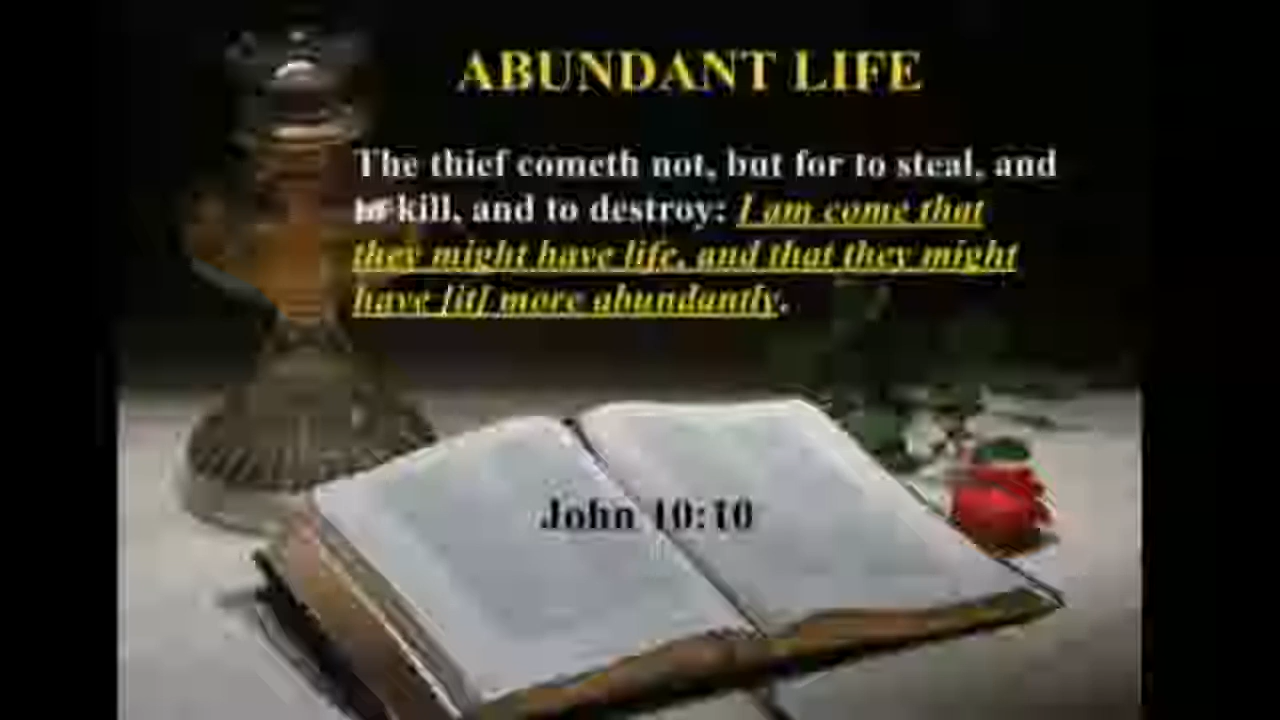 ABUNDANT LIFE
The thief cometh not, but for to steal, and
to kill, and to destroy: I am come that
they might have life, and that they might
have [it] more abundantly.
John 10:10